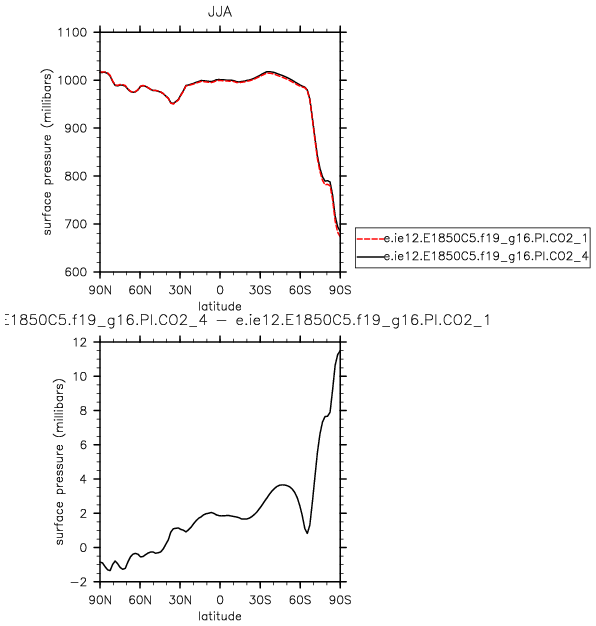 JJA
1100
1000
900
800
700
600
surface pressure (millibars)
90N 60N 30N 0 30S 60S 90S
latitude
e.ie12.E1850C5.f19_g16.PI.CO2_1
e.ie12.E1850C5.f19_g16.PI.CO2_4
E1850C5.f19_g16.PI.CO2_4 − e.ie12.E1850C5.f19_g16.PI.CO2_1
12
10
8
6
4
2
0
−2
surface pressure (millibars)
90N 60N 30N 0 30S 60S 90S
latitude